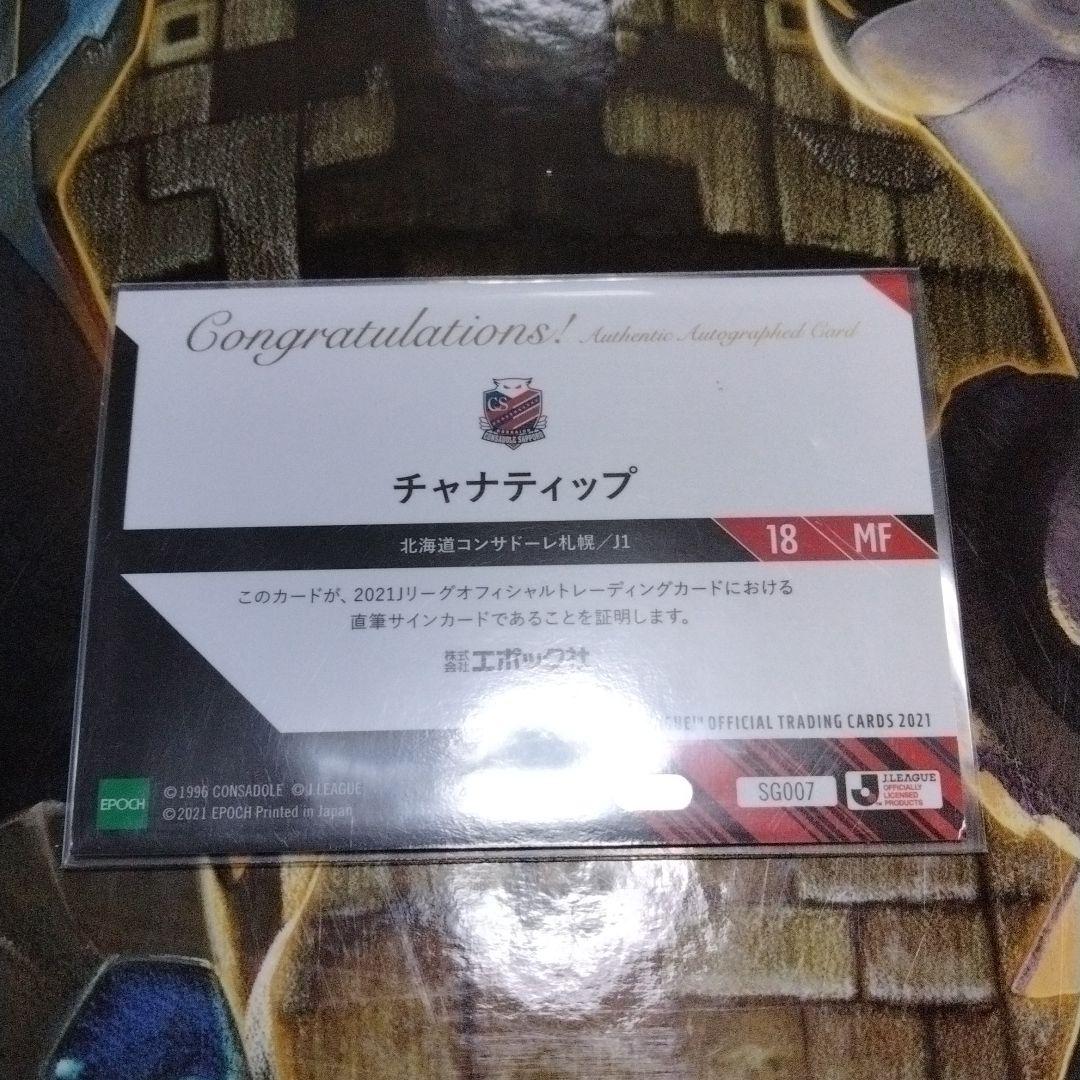 Congratulations! Authentic Autographed Card
CS
CONSADOLE SAPPORO
チャナティップ
北海道コンサドーレ札幌／J1
18 MF
このカードが、2021Jリーグオフィシャルトレーディングカードにおける
直筆サインカードであることを証明します。
株式会社エポック社
OFFICIAL TRADING CARDS 2021
EPOCH
©1996 CONSADOLE ©J.LEAGUE
©2021 EPOCH Printed in Japan
SG007
J.LEAGUE
OFFICIALLY
LICENSED
PRODUCTS